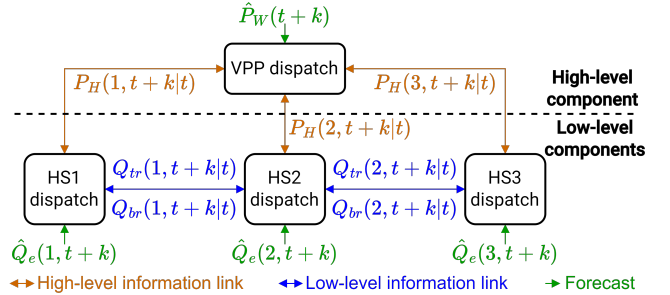 P̂_W(t + k)
VPP dispatch
P_H(1, t + k|t)
P_H(3, t + k|t)
High-level
component
P_H(2, t + k|t)
Low-level
components
HS1
dispatch
Q_tr(1, t + k|t)
Q_br(1, t + k|t)
HS2
dispatch
Q_tr(2, t + k|t)
Q_br(2, t + k|t)
HS3
dispatch
Q̂_e(1, t + k)
Q̂_e(2, t + k)
Q̂_e(3, t + k)
High-level information link
Low-level information link
Forecast